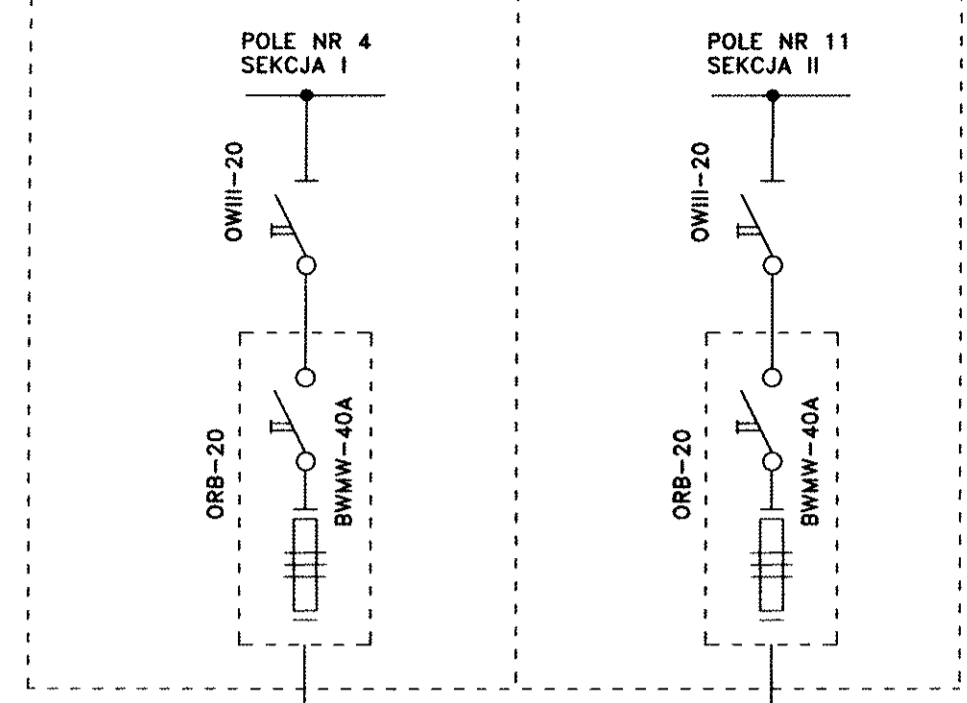 POLE NR 4
SEKCJA I
OWIII-20
ORB-20
BWMW-40A
POLE NR 11
SEKCJA II
OWIII-20
ORB-20
BWMW-40A